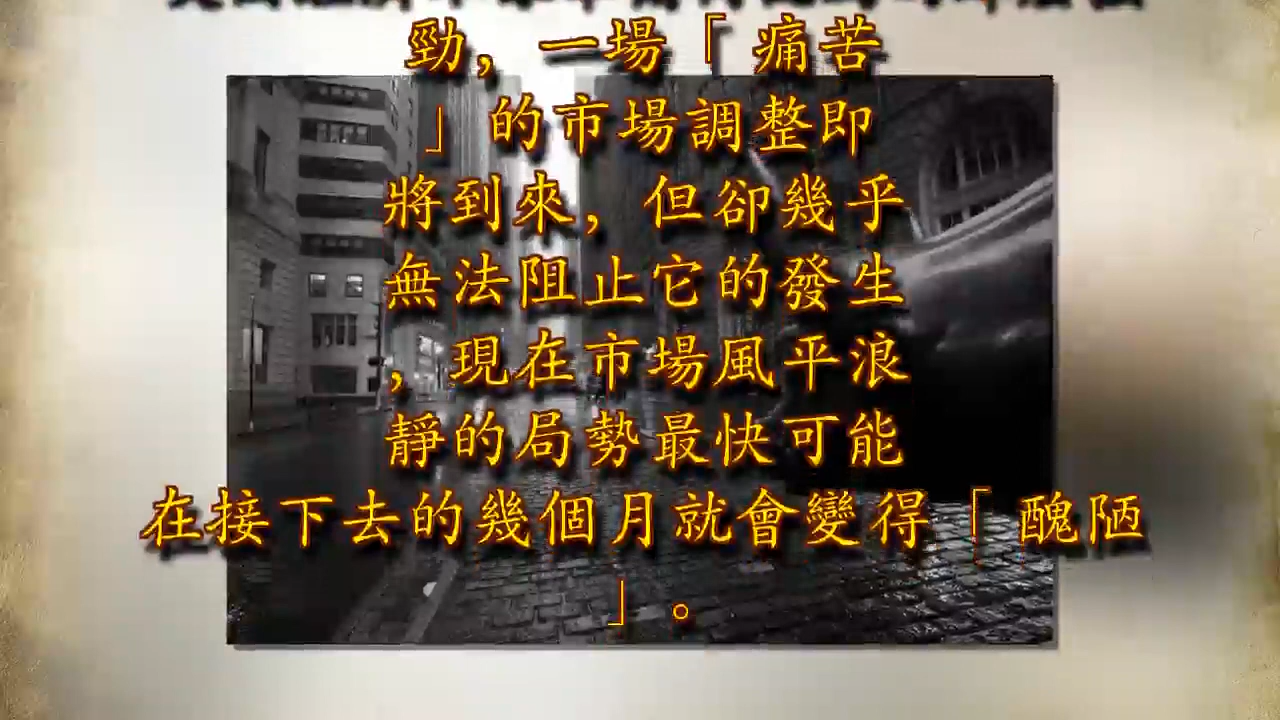 勁，一場「痛苦
」的市場調整即
將到來，但卻幾乎
無法阻止它的發生
，現在市場風平浪
靜的局勢最快可能
在接下去的幾個月就會變得「醜陋
」。